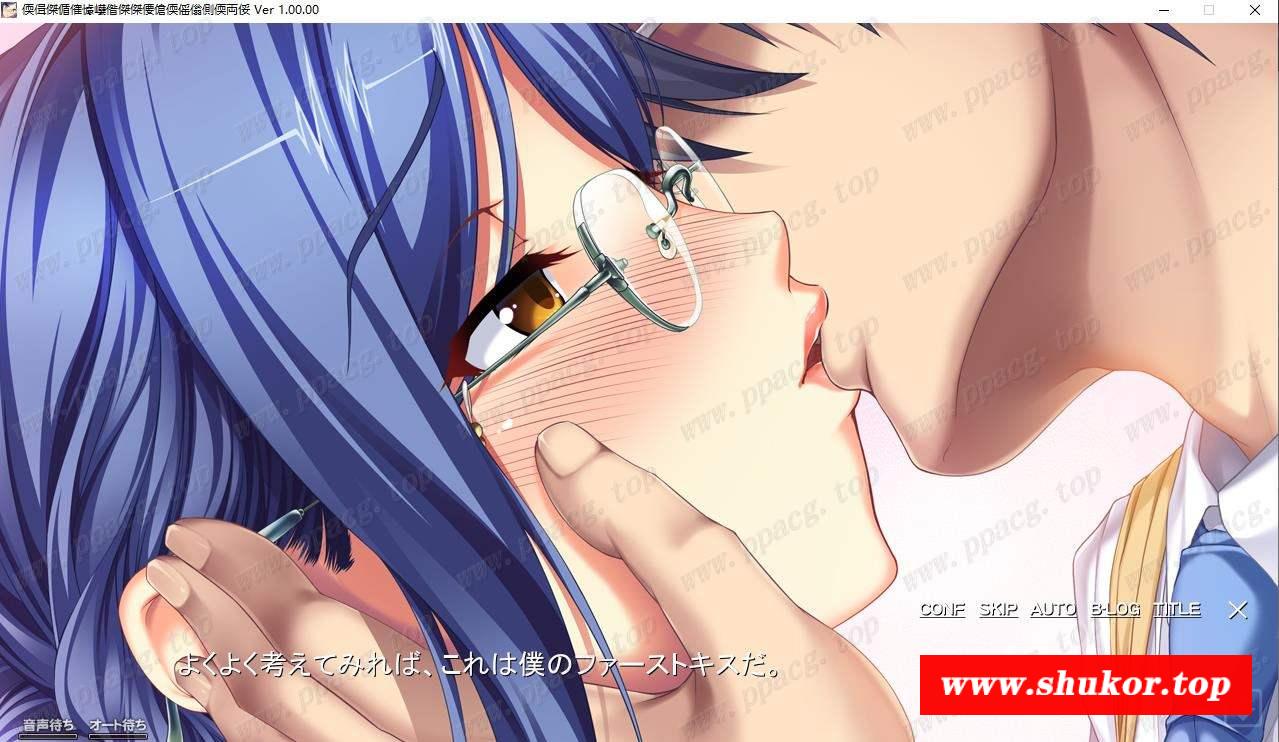 Ver 1.00.00
www.ppacg.top
CONF SKIP AUTO B-LOG TITLE
よくよく考えてみれば、これは僕のファーストキスだ。
www.shukor.top
音声待ち オート待ち